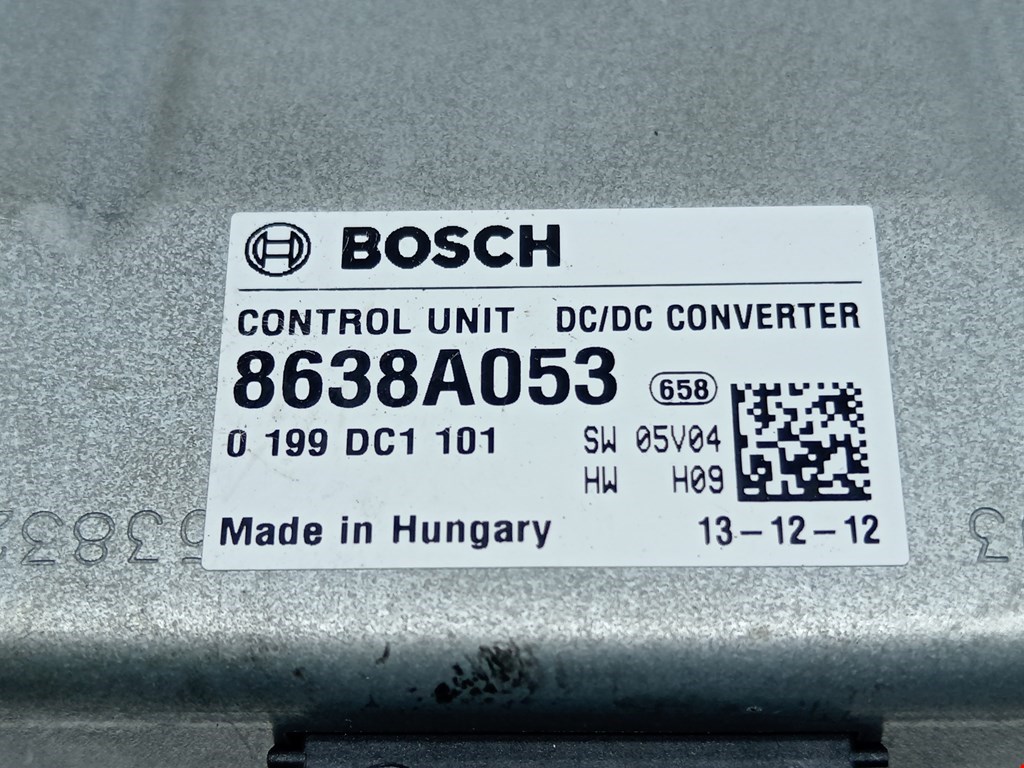 BOSCH
CONTROL UNIT DC/DC CONVERTER
8638A053
658
0 199 DC1 101 SW 05V04
HW H09
Made in Hungary 13-12-12